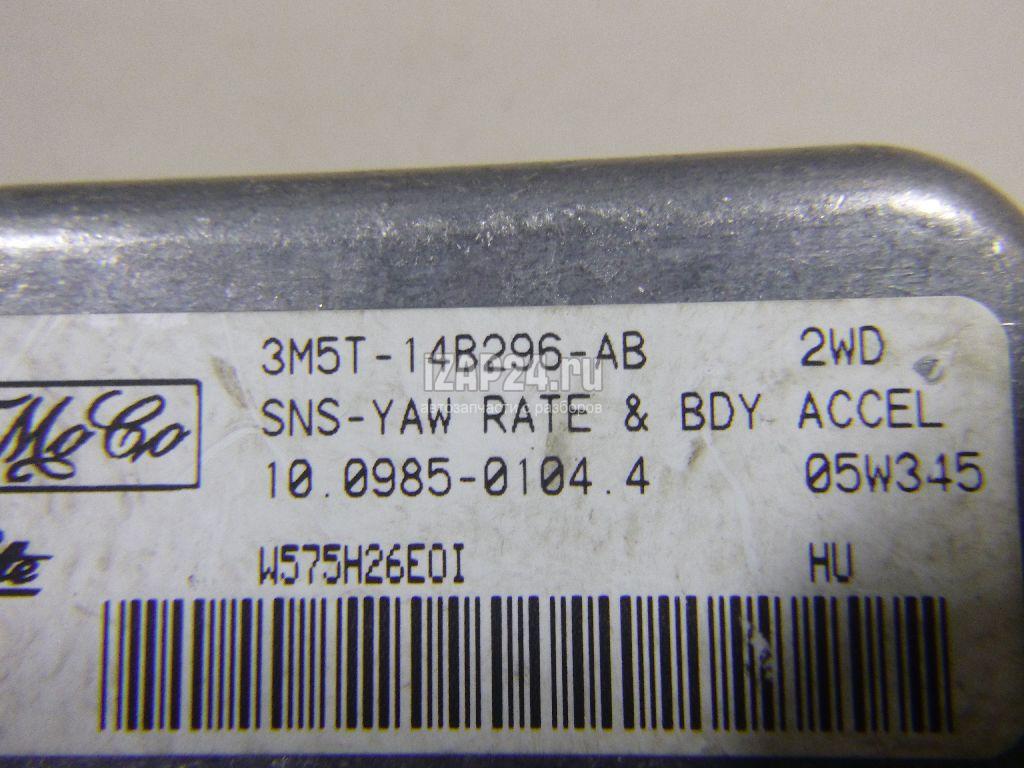 3M5T-14B296-AB 2WD
IZAP24.ru
автозапчасти с разборов
MoCo
SNS-YAW RATE & BDY ACCEL
10.0985-0104.4 05W345
W575H26E0I HU